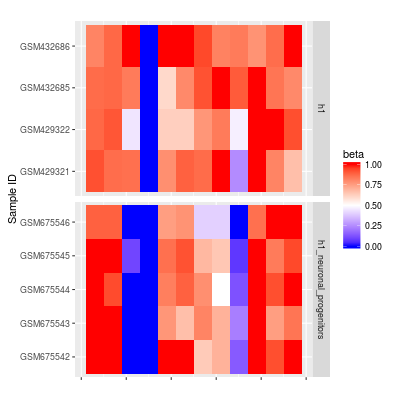 Sample ID
GSM432686
GSM432685
GSM429322
GSM429321
h1
GSM675546
GSM675545
GSM675544
GSM675543
GSM675542
h1_neuronal_progenitors
beta
1.00
0.75
0.50
0.25
0.00